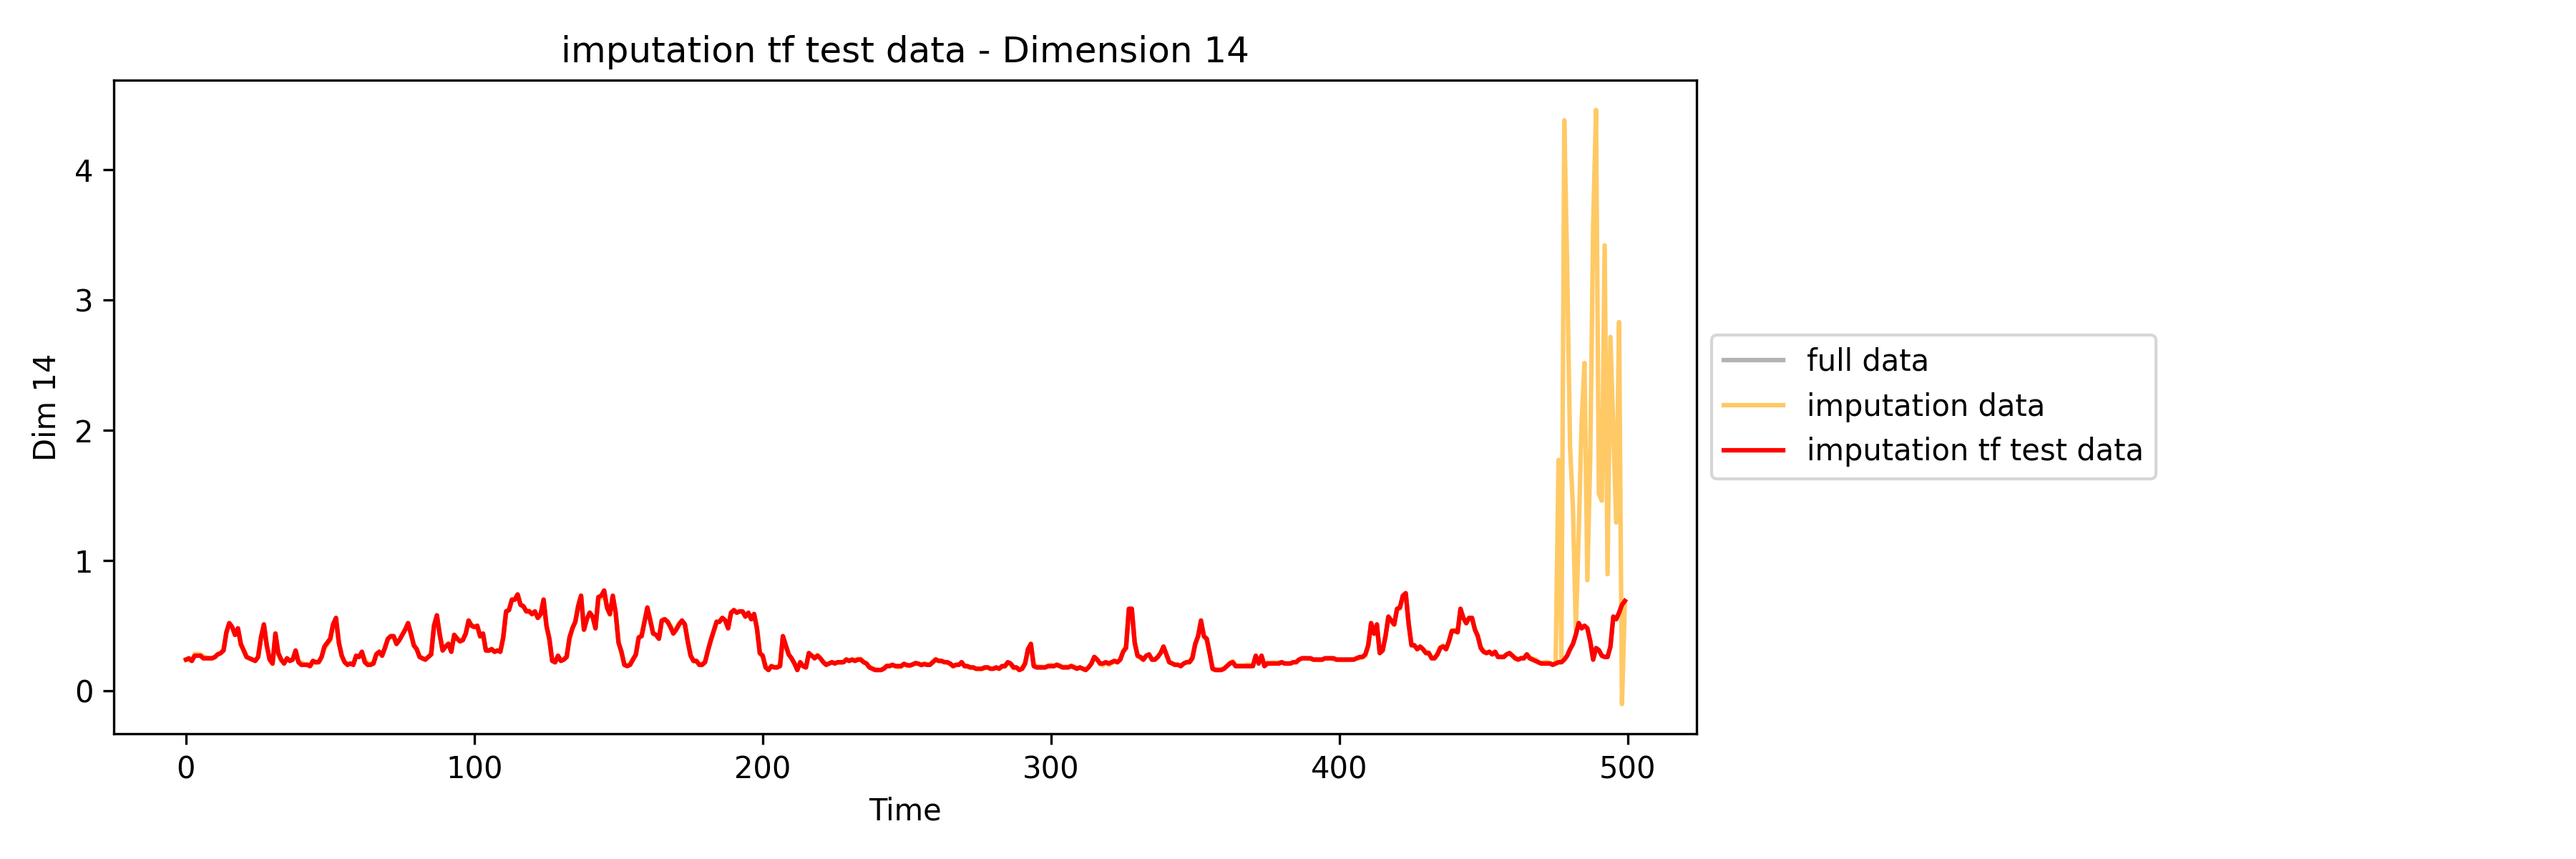 imputation tf test data - Dimension 14
Dim 14
4
3
2
1
0
0 100 200 300 400 500
Time
full data
imputation data
imputation tf test data